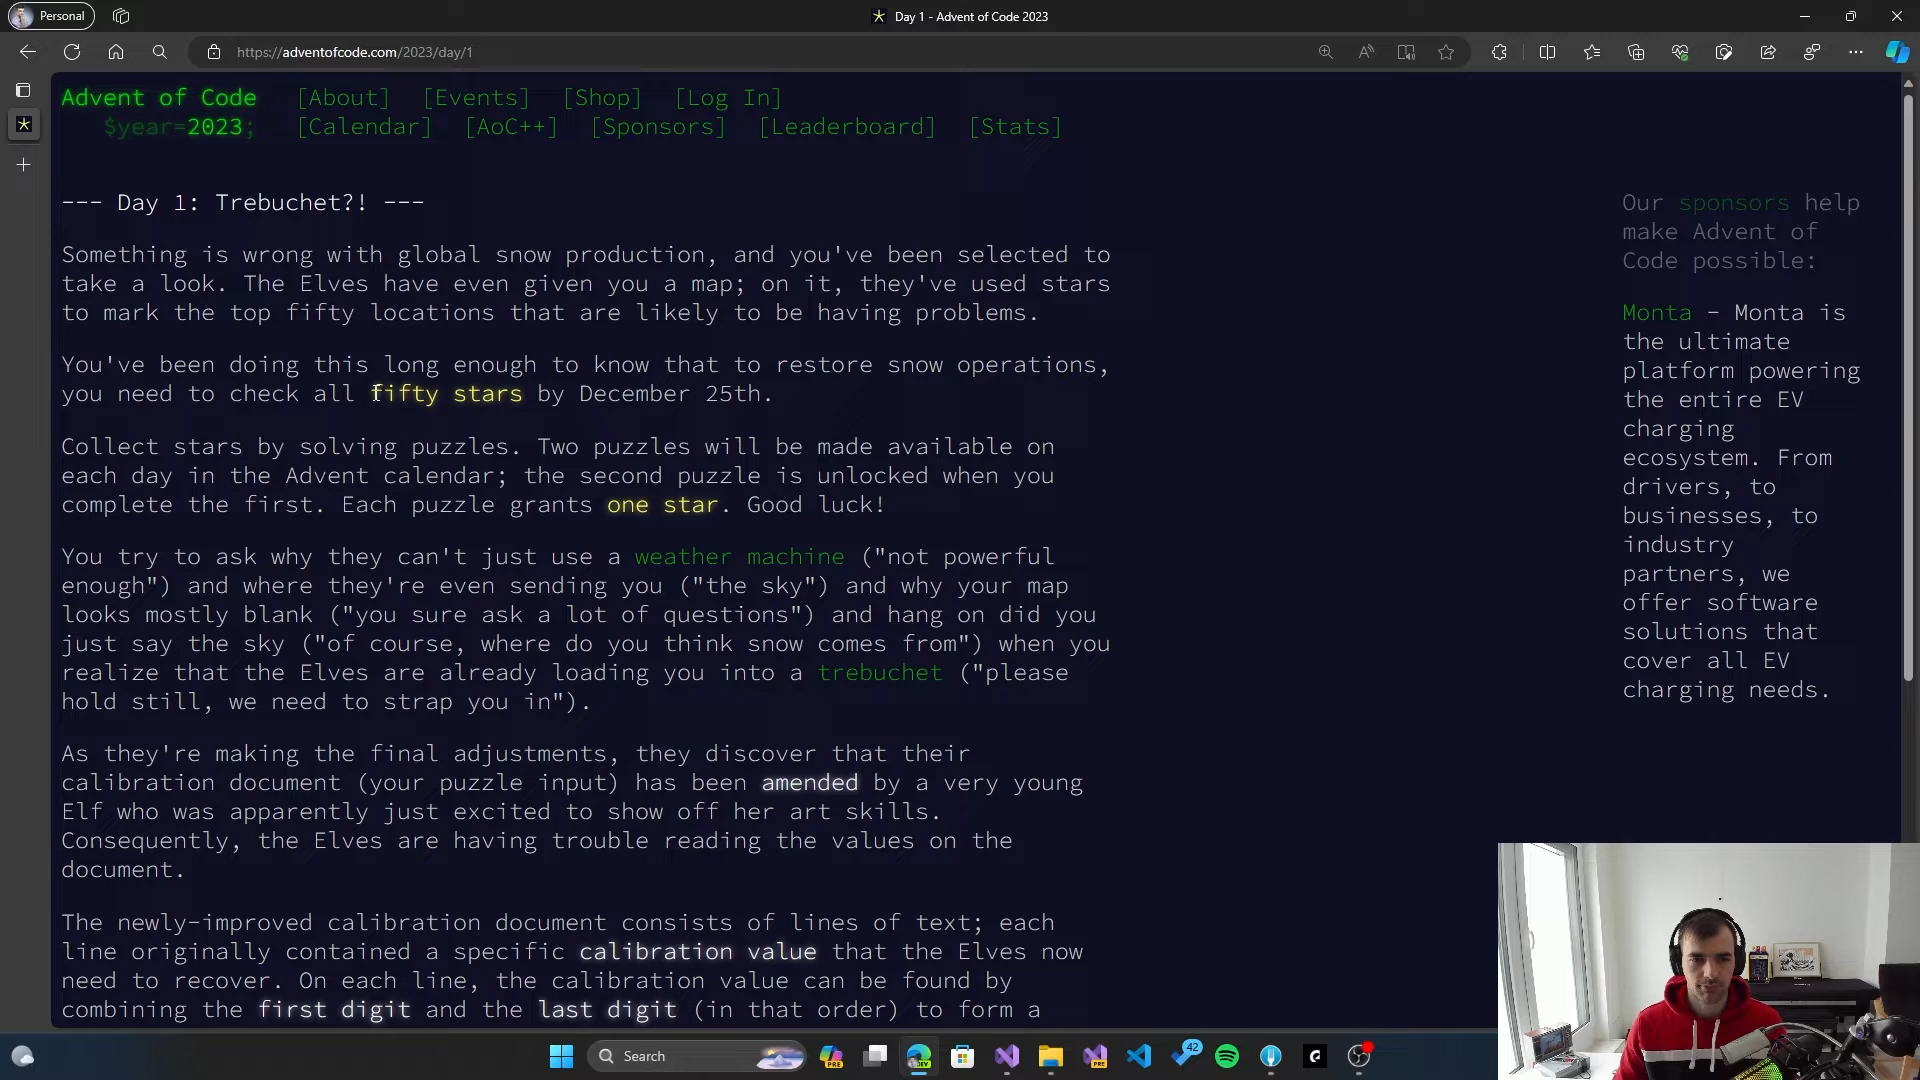 Personal
Day 1 - Advent of Code 2023
https://adventofcode.com/2023/day/1
Advent of Code [About] [Events] [Shop] [Log In]
$year=2023; [Calendar] [AoC++] [Sponsors] [Leaderboard] [Stats]
--- Day 1: Trebuchet?! ---
Something is wrong with global snow production, and you've been selected to
take a look. The Elves have even given you a map; on it, they've used stars
to mark the top fifty locations that are likely to be having problems.
You've been doing this long enough to know that to restore snow operations,
you need to check all fifty stars by December 25th.
Collect stars by solving puzzles. Two puzzles will be made available on
each day in the Advent calendar; the second puzzle is unlocked when you
complete the first. Each puzzle grants one star. Good luck!
You try to ask why they can't just use a weather machine ("not powerful
enough") and where they're even sending you ("the sky") and why your map
looks mostly blank ("you sure ask a lot of questions") and hang on did you
just say the sky ("of course, where do you think snow comes from") when you
realize that the Elves are already loading you into a trebuchet ("please
hold still, we need to strap you in").
As they're making the final adjustments, they discover that their
calibration document (your puzzle input) has been amended by a very young
Elf who was apparently just excited to show off her art skills.
Consequently, the Elves are having trouble reading the values on the
document.
The newly-improved calibration document consists of lines of text; each
line originally contained a specific calibration value that the Elves now
need to recover. On each line, the calibration value can be found by
combining the first digit and the last digit (in that order) to form a
Our sponsors help
make Advent of
Code possible:
Monta - Monta is
the ultimate
platform powering
the entire EV
charging
ecosystem. From
drivers, to
businesses, to
industry
partners, we
offer software
solutions that
cover all EV
charging needs.
Search
PRE
DEV
PRE
42